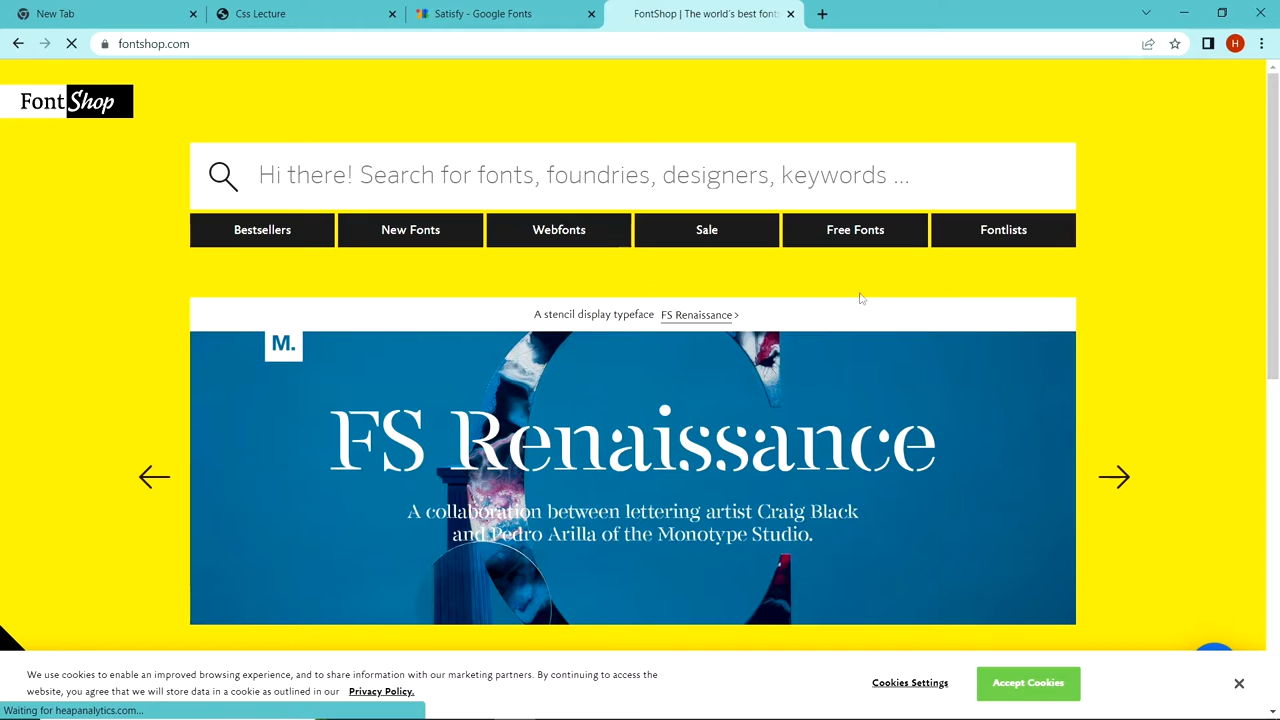 New Tab
Css Lecture
Satisfy - Google Fonts
FontShop | The world's best fonts
fontshop.com
H
Font Shop
Hi there! Search for fonts, foundries, designers, keywords ...
Bestsellers
New Fonts
Webfonts
Sale
Free Fonts
Fontlists
A stencil display typeface FS Renaissance >
M.
FS Renaissance
A collaboration between lettering artist Craig Black
and Pedro Arilla of the Monotype Studio.
We use cookies to enable an improved browsing experience, and to share information with our marketing partners. By continuing to access the
website, you agree that we will store data in a cookie as outlined in our Privacy Policy.
Cookies Settings
Accept Cookies
Waiting for heapanalytics.com...